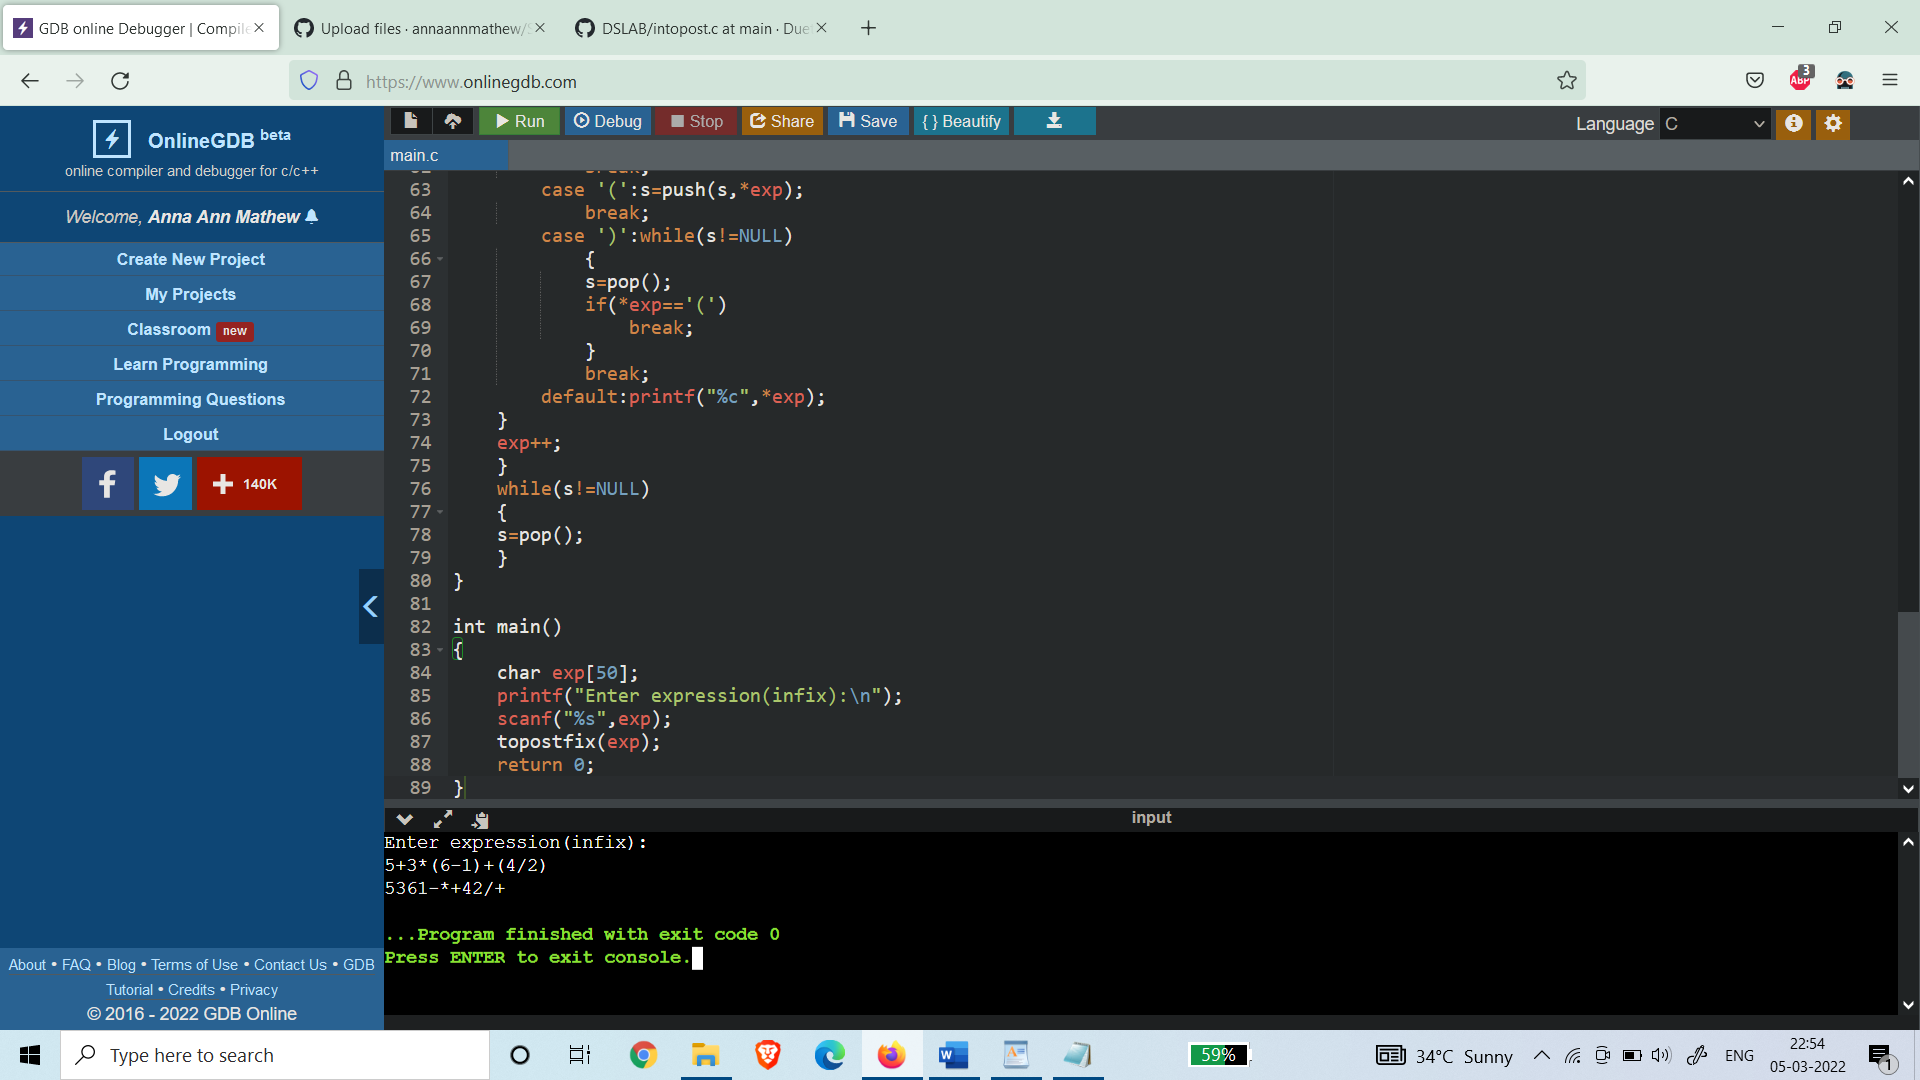 GDB online Debugger | Compile
Upload files · annaannmathew/S
DSLAB/intopost.c at main · Due
https://www.onlinegdb.com
ABP 3
OnlineGDB beta
online compiler and debugger for c/c++
Welcome, Anna Ann Mathew
Create New Project
My Projects
Classroom new
Learn Programming
Programming Questions
Logout
140K
About • FAQ • Blog • Terms of Use • Contact Us • GDB
Tutorial • Credits • Privacy
© 2016 - 2022 GDB Online
Run Debug Stop Share Save { } Beautify
Language C
main.c
63 case '(':s=push(s,*exp);
64 break;
65 case ')':while(s!=NULL)
66 {
67 s=pop();
68 if(*exp=='(')
69 break;
70 }
71 break;
72 default:printf("%c",*exp);
73 }
74 exp++;
75 }
76 while(s!=NULL)
77 {
78 s=pop();
79 }
80 }
81
82 int main()
83 {
84 char exp[50];
85 printf("Enter expression(infix):\n");
86 scanf("%s",exp);
87 topostfix(exp);
88 return 0;
89 }
input
Enter expression(infix):
5+3*(6-1)+(4/2)
5361-*+42/+
...Program finished with exit code 0
Press ENTER to exit console.
Type here to search
59%
34°C Sunny
ENG
22:54
05-03-2022
1